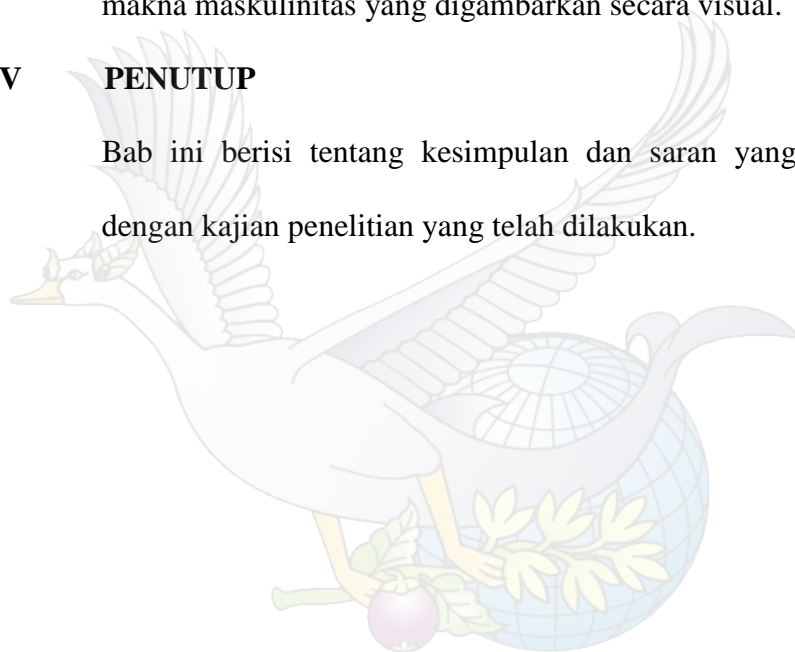 makna maskulinitas yang digambarkan secara visual.
V PENUTUP
Bab ini berisi tentang kesimpulan dan saran yang
dengan kajian penelitian yang telah dilakukan.